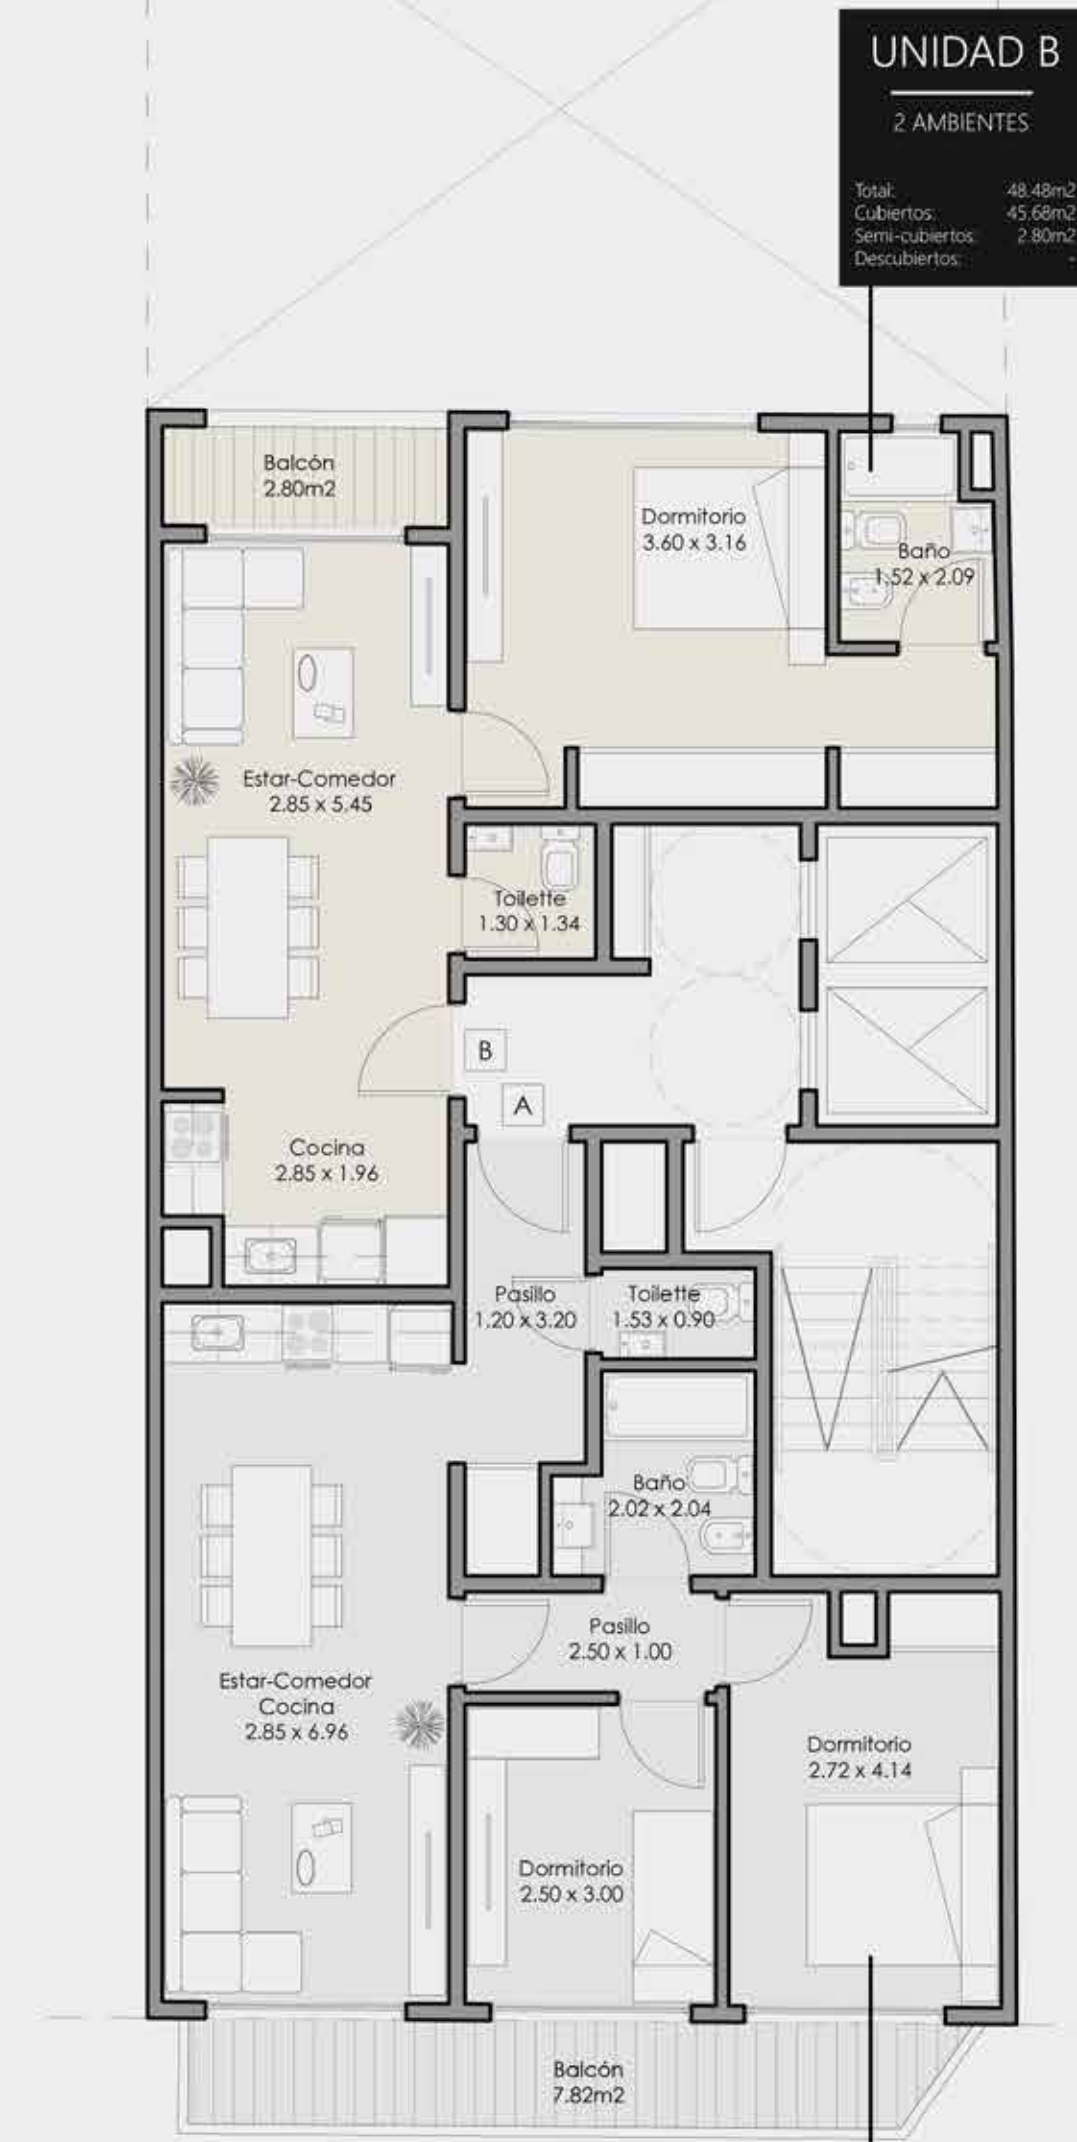 UNIDAD B
2 AMBIENTES
Total: 48.48m2
Cubiertos: 45.68m2
Semi-cubiertos: 2.80m2
Descubiertos: -
Balcón
2.80m2
Dormitorio
3.60 x 3.16
Baño
1.52 x 2.09
Estar-Comedor
2.85 x 5.45
Toilette
1.30 x 1.34
B
A
Cocina
2.85 x 1.96
Pasillo
1.20 x 3.20
Toilette
1.53 x 0.90
Baño
2.02 x 2.04
Pasillo
2.50 x 1.00
Estar-Comedor
Cocina
2.85 x 6.96
Dormitorio
2.72 x 4.14
Dormitorio
2.50 x 3.00
Balcón
7.82m2